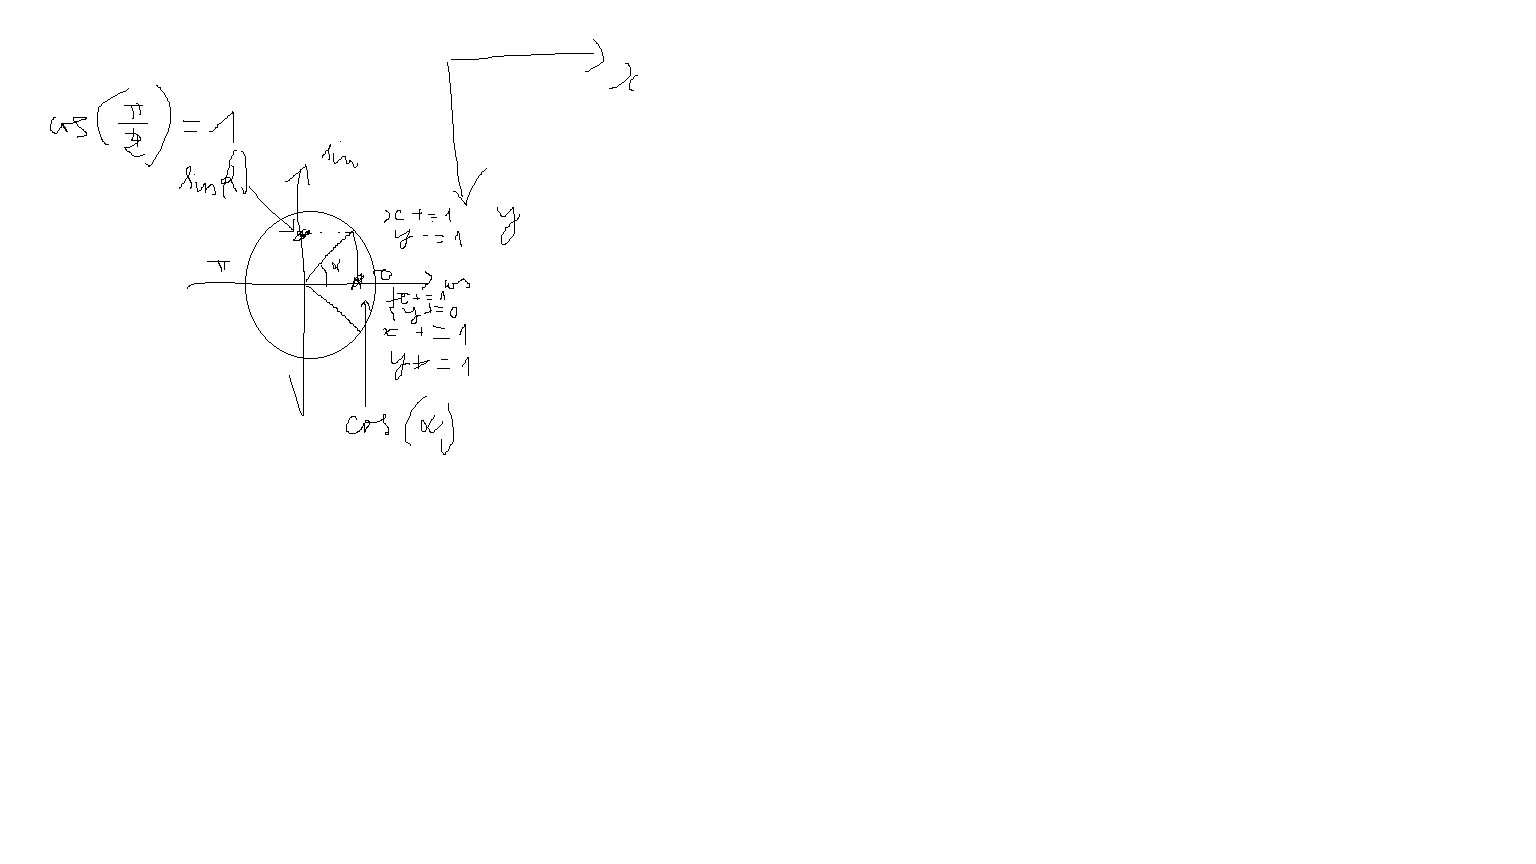 x
cos(π/2) = 1
sin
sin(α)
x += 1
y
y -= 1
π
α
0
cos
x += 1
y += 0
x += 1
y += 1
cos(α)